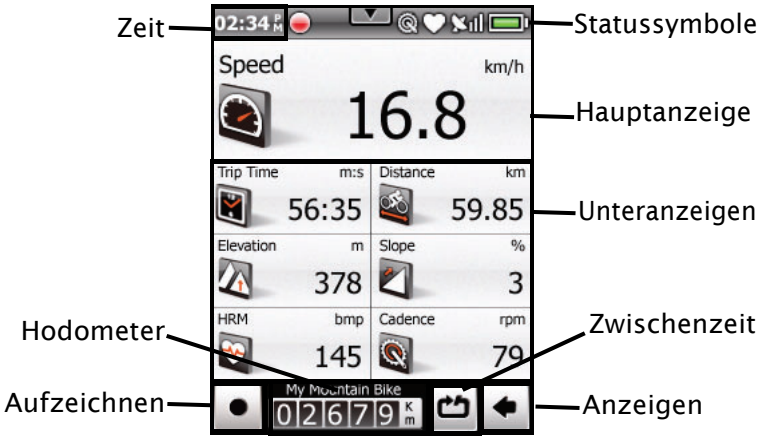 Zeit
02:34 PM
Statussymbole
Speed km/h
16.8
Hauptanzeige
Trip Time m:s Distance km
56:35 59.85
Unteranzeigen
Elevation m Slope %
378 3
HRM bmp Cadence rpm
145 79
Hodometer
Zwischenzeit
My Mountain Bike
02679 Km
Aufzeichnen
Anzeigen